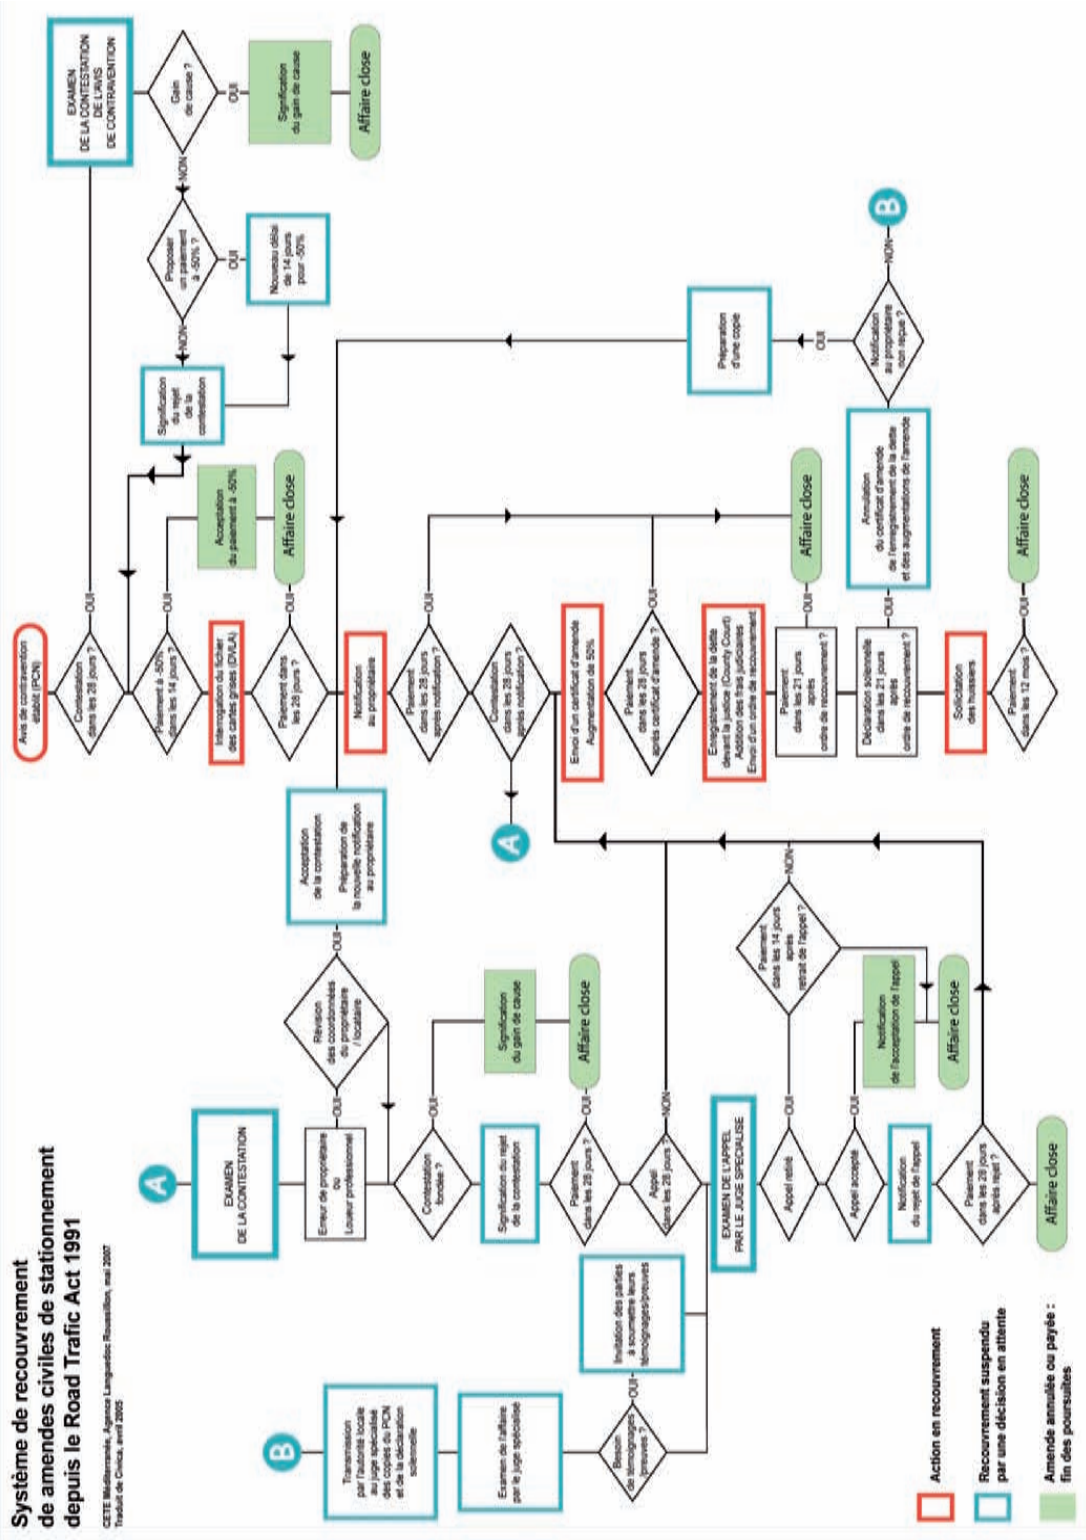 Système de recouvrement
de amendes civiles de stationnement
depuis le Road Trafic Act 1991
CETE Méditerranée, Agence Languedoc Roussillon, mai 2007
Traduit de Civica, avril 2005
Avis de contravention
établi (PCN)
Contestation
dans les 28 jours ?
OUI
EXAMEN
DE LA CONTESTATION
DE L'AVIS
DE CONTRAVENTION
Gain
de cause ?
OUI
Signification
du gain de cause
Affaire close
NON
Proposer
un paiement
à -50% ?
OUI
Nouveau délai
de 14 jours
pour -50%
NON
Signification
du rejet
de la
contestation
Paiement à -50%
dans les 14 jours ?
OUI
Acceptation
du paiement à -50%
Affaire close
Interrogation du fichier
des cartes grises (DVLA)
Paiement dans
les 28 jours ?
OUI
Notification
au propriétaire
Paiement
dans les 28 jours
après notification ?
OUI
Contestation
dans les 28 jours
après notification ?
A
Envoi d'un certificat d'amende
Augmentation de 50%
Paiement
dans les 28 jours
après certificat d'amende ?
OUI
Enregistrement de la dette
devant la justice (County Court)
Addition des frais judiciaires
Envoi d'un ordre de recouvrement
Paiement
dans les 21 jours
après
ordre de recouvrement ?
OUI
Affaire close
Déclaration solennelle
dans les 21 jours
après
ordre de recouvrement ?
OUI
Annulation
du certificat d'amende
de l'enregistrement de la dette
et des augmentations de l'amende
Notification
au propriétaire
non reçue ?
NON
B
OUI
Préparation
d'une copie
Sollicitation
des huissiers
Paiement
dans les 12 mois ?
OUI
Affaire close
A
EXAMEN
DE LA CONTESTATION
Erreur de propriétaire
ou
Loueur professionnel
OUI
Révision
des coordonnées
du propriétaire
/ locataire
OUI
Acceptation
de la contestation
Préparation de
la nouvelle notification
au propriétaire
Contestation
fondée ?
OUI
Signification
du gain de cause
Affaire close
Signification du rejet
de la contestation
Paiement
dans les 28 jours ?
OUI
Appel
dans les 28 jours ?
NON
EXAMEN DE L'APPEL
PAR LE JUGE SPECIALISE
Appel retiré
OUI
Paiement
dans les 14 jours
après
retrait de l'appel ?
NON
Appel accepté
OUI
Notification
de l'acceptation de l'appel
Affaire close
Notification
du rejet de l'appel
Paiement
dans les 28 jours
après rejet ?
Affaire close
B
Transmission
par l'autorité locale
au juge spécialisé
des copies du PCN
et de la déclaration
solennelle
Examen de l'affaire
par le juge spécialisé
Besoin
de témoignages
/preuves ?
OUI
Invitation des parties
à soumettre leurs
témoignages/preuves
Action en recouvrement
Recouvrement suspendu
par une décision en attente
Amende annulée ou payée :
fin des poursuites